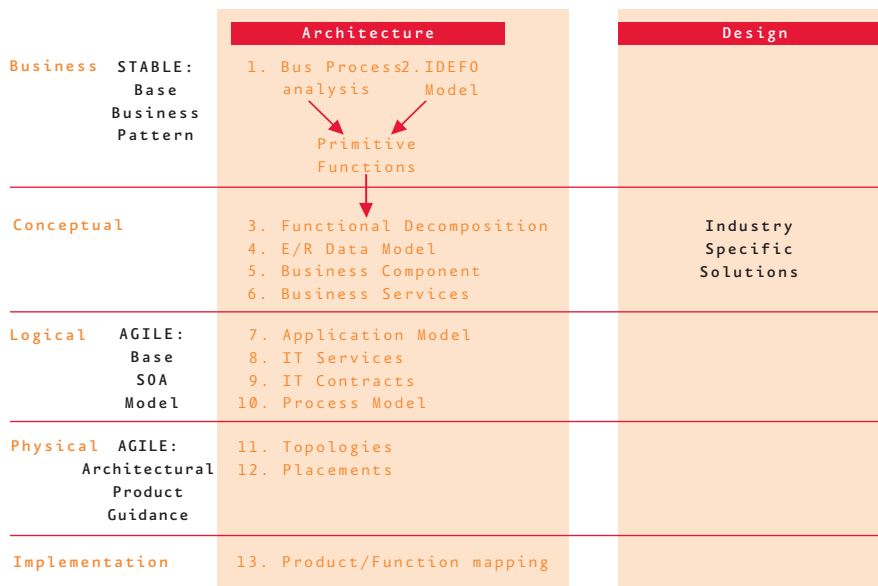 Architecture
Design
Business
STABLE:
Base
Business
Pattern
1. Bus Process
analysis
2.IDEFO
Model
Primitive
Functions
Conceptual
3. Functional Decomposition
4. E/R Data Model
5. Business Component
6. Business Services
Industry
Specific
Solutions
Logical
AGILE:
Base
SOA
Model
7. Application Model
8. IT Services
9. IT Contracts
10. Process Model
Physical
AGILE:
Architectural
Product
Guidance
11. Topologies
12. Placements
Implementation
13. Product/Function mapping